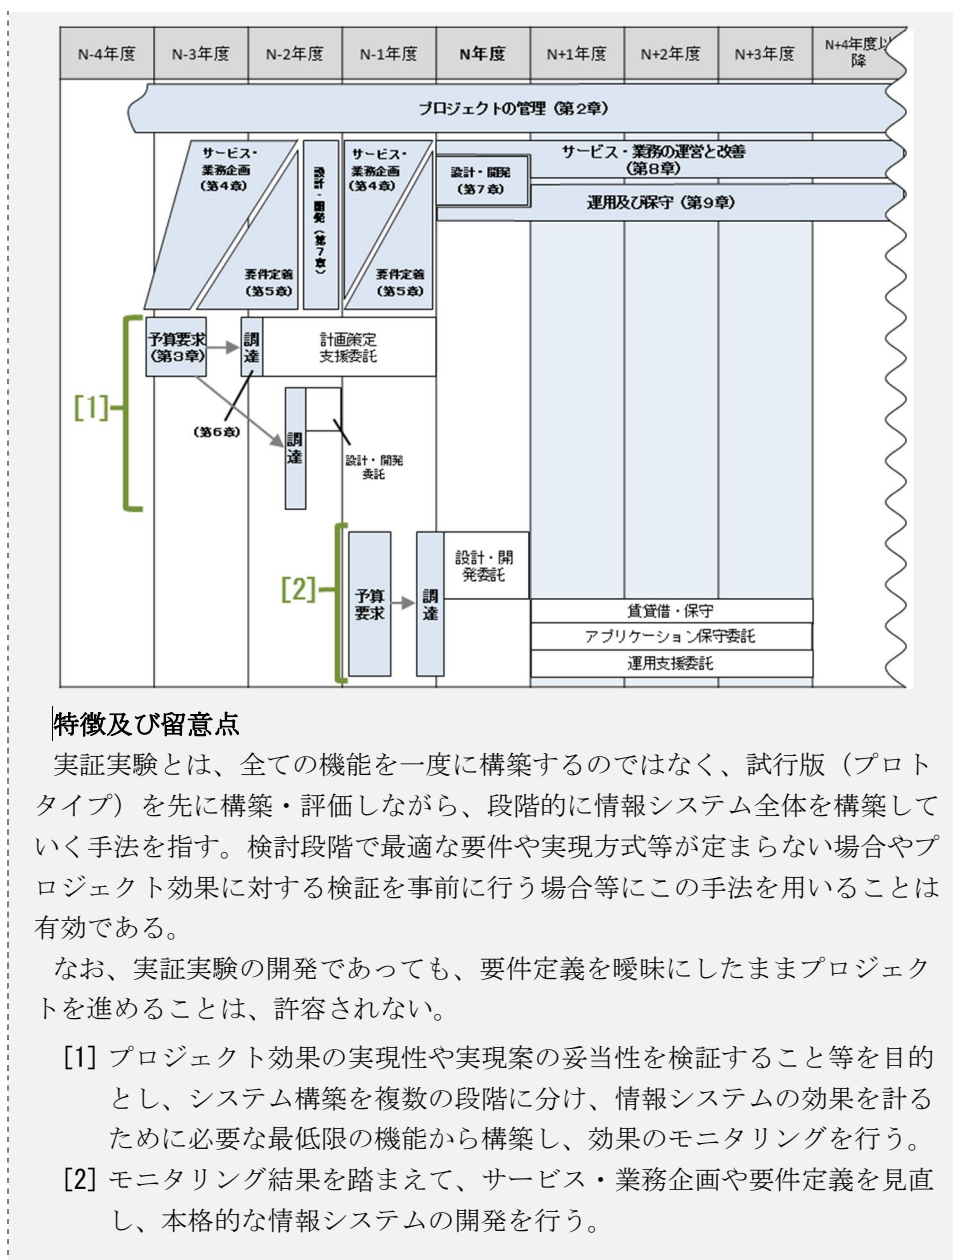 N-4年度 N-3年度 N-2年度 N-1年度 N年度 N+1年度 N+2年度 N+3年度 N+4年度以
降
プロジェクトの管理（第2章）
サービス・
業務企画
（第4章）
要件定義
（第5章）
設計・開発（第7章）
サービス・
業務企画
（第4章）
要件定義
（第5章）
設計・開発
（第7章）
サービス・業務の運営と改善
（第8章）
運用及び保守（第9章）
[1]
予算要求
（第3章）
調達
計画策定
支援委託
（第6章）
調達
設計・開発
委託
[2]
予算
要求
調達
設計・開
発委託
賃貸借・保守
アプリケーション保守委託
運用支援委託
特徴及び留意点
実証実験とは、全ての機能を一度に構築するのではなく、試行版（プロト
タイプ）を先に構築・評価しながら、段階的に情報システム全体を構築して
いく手法を指す。検討段階で最適な要件や実現方式等が定まらない場合やプ
ロジェクト効果に対する検証を事前に行う場合等にこの手法を用いることは
有効である。
なお、実証実験の開発であっても、要件定義を曖昧にしたままプロジェク
トを進めることは、許容されない。
[1] プロジェクト効果の実現性や実現案の妥当性を検証すること等を目的
とし、システム構築を複数の段階に分け、情報システムの効果を計る
ために必要な最低限の機能から構築し、効果のモニタリングを行う。
[2] モニタリング結果を踏まえて、サービス・業務企画や要件定義を見直
し、本格的な情報システムの開発を行う。